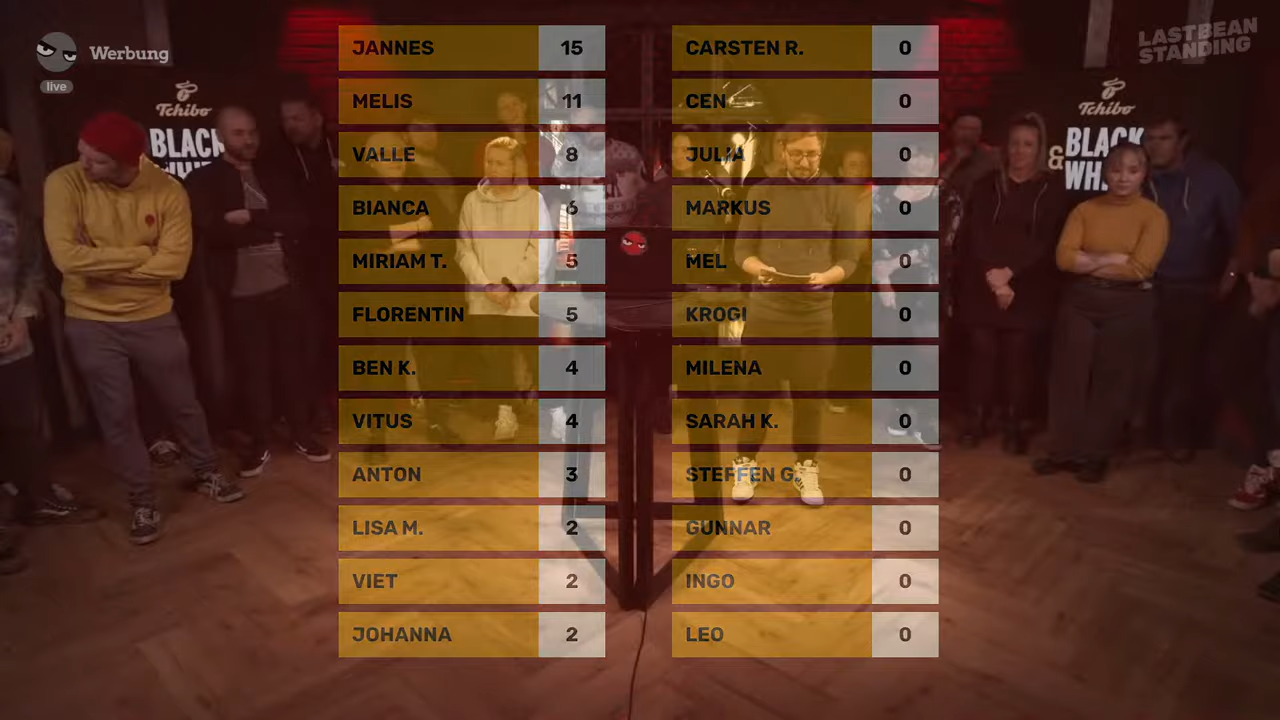 Werbung
live
LAST BEAN
STANDING
Tchibo
BLACK
Tchibo
&
BLACK
JANNES 15
MELIS 11
VALLE 8
BIANCA 6
MIRIAM T. 5
FLORENTIN 5
BEN K. 4
VITUS 4
ANTON 3
LISA M. 2
VIET 2
JOHANNA 2
CARSTEN R. 0
CEN 0
JULIA 0
MARKUS 0
MEL 0
KROGI 0
MILENA 0
SARAH K. 0
STEFFEN G. 0
GUNNAR 0
INGO 0
LEO 0